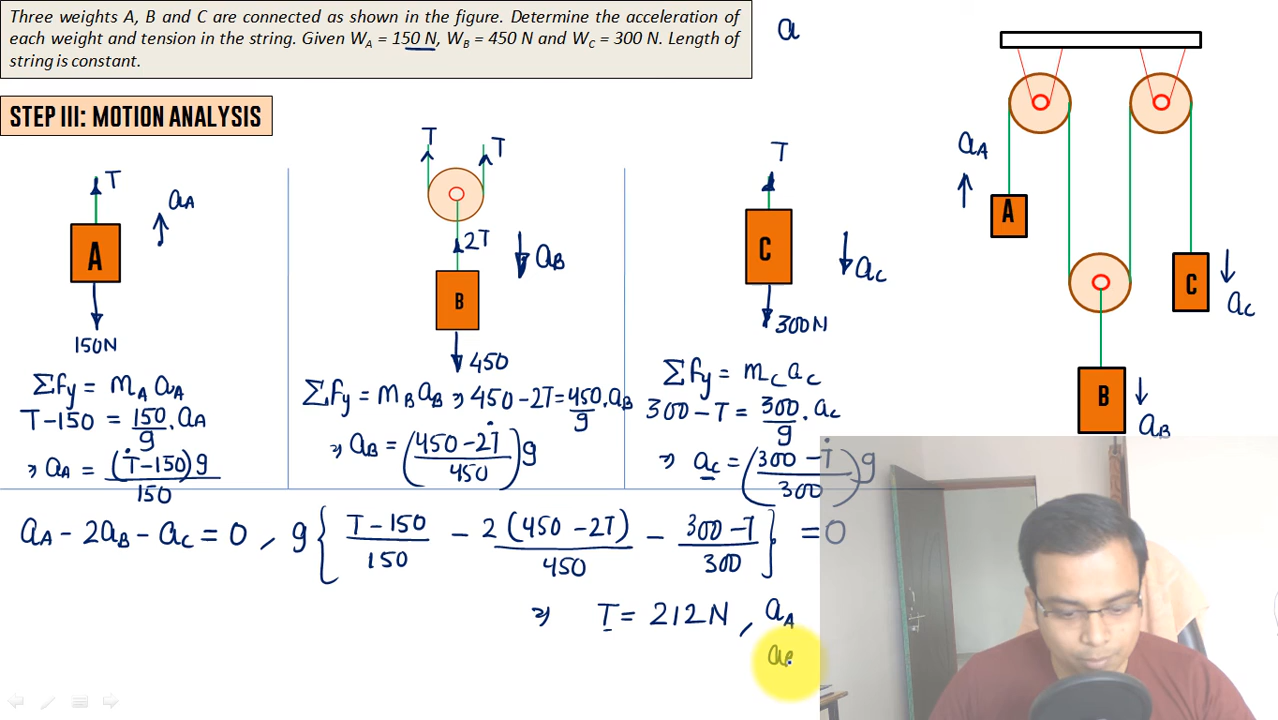 Three weights A, B and C are connected as shown in the figure. Determine the acceleration of
each weight and tension in the string. Given W_A = 150 N, W_B = 450 N and W_C = 300 N. Length of
string is constant.
a
STEP III: MOTION ANALYSIS
T
a_A
A
150N
ΣFy = m_A a_A
T-150 = 150/g . a_A
⇒ a_A = (T-150)g/150
T T
2T
a_B
B
450
ΣFy = m_B a_B ⇒ 450-2T = 450/g . a_B
⇒ a_B = (450-2T/450)g
T
C
a_C
300N
ΣFy = m_C a_C
300-T = 300/g . a_C
⇒ a_C = (300-T/300)g
a_A
A
C
a_C
B
a_B
a_A - 2a_B - a_C = 0 , g{ T-150/150 - 2(450-2T)/450 - 300-T/300 } = 0
⇒ T = 212N , a_A